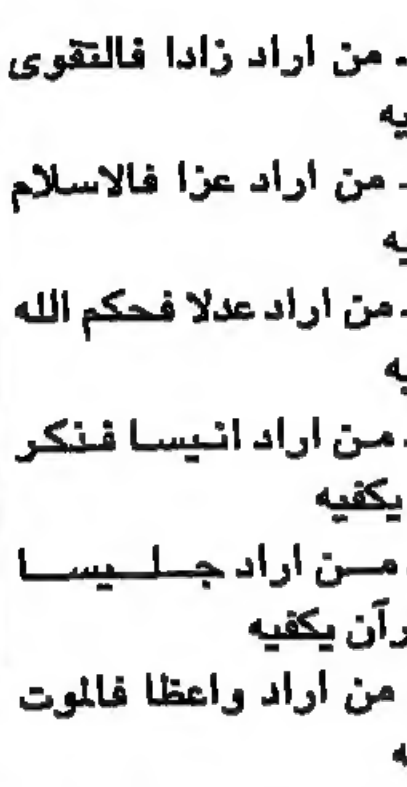 ـ من اراد زادا فالتقوى
يه
ـ من اراد عزا فالاسلام
يه
ـ من اراد عدلا فحكم الله
يه
ـ من اراد انيسا فذكر
يكفيه
ـ من اراد جليسا
رآن يكفيه
من اراد واعظا فالموت
ه